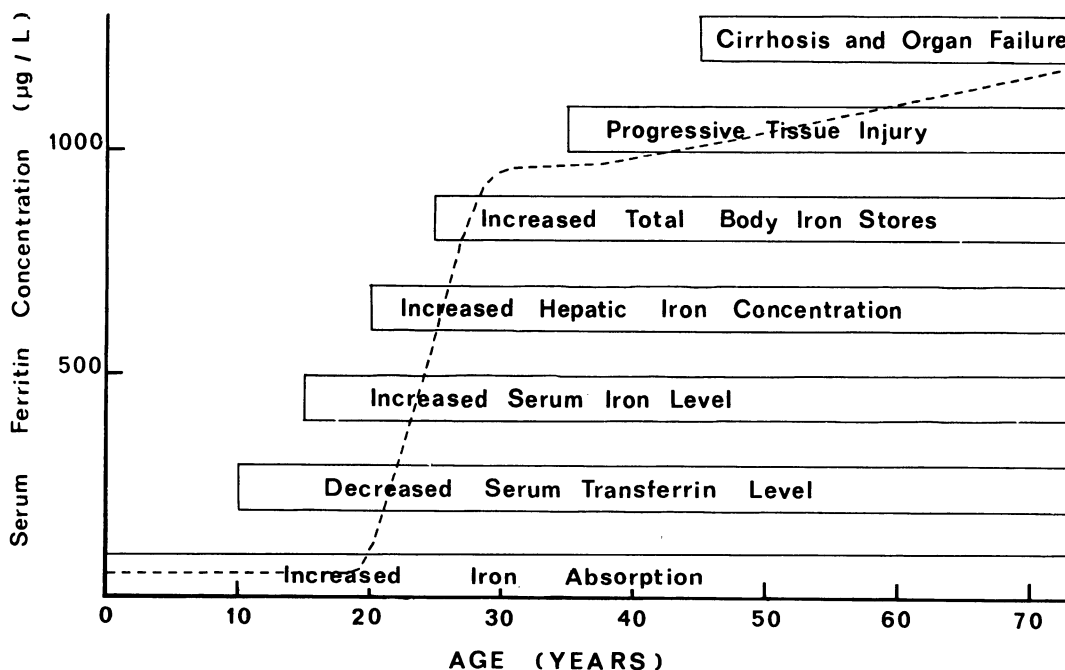 Serum Ferritin Concentration (µg / L)
Cirrhosis and Organ Failure
1000
Progressive Tissue Injury
Increased Total Body Iron Stores
Increased Hepatic Iron Concentration
500
Increased Serum Iron Level
Decreased Serum Transferrin Level
Increased Iron Absorption
0 10 20 30 40 50 60 70
AGE (YEARS)